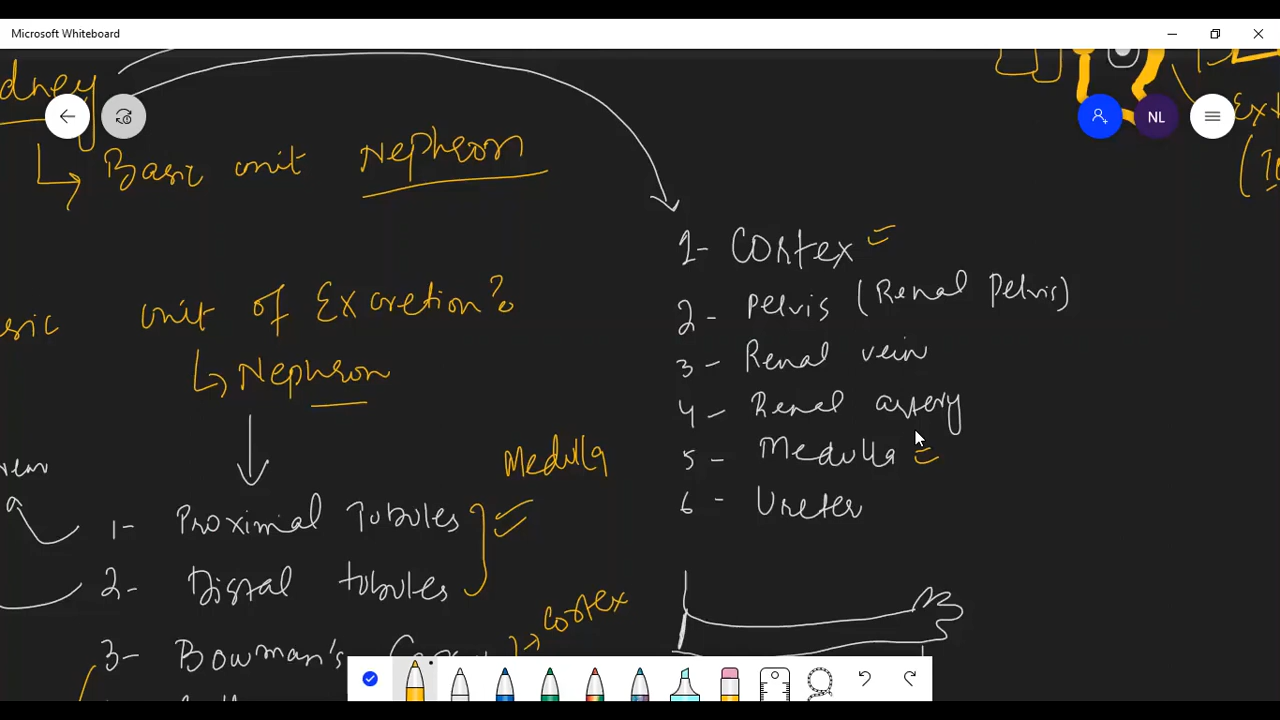 Microsoft Whiteboard
dney
NL
Basic unit Nephron
1- Cortex
2- Pelvis (Renal Pelvis)
3- Renal vein
4- Renal artery
5- Medulla
6- Ureter
unit of Excretion?
Nephron
Medulla
1- Proximal Tubules
2- Distal tubules
cortex
3- Bowman's